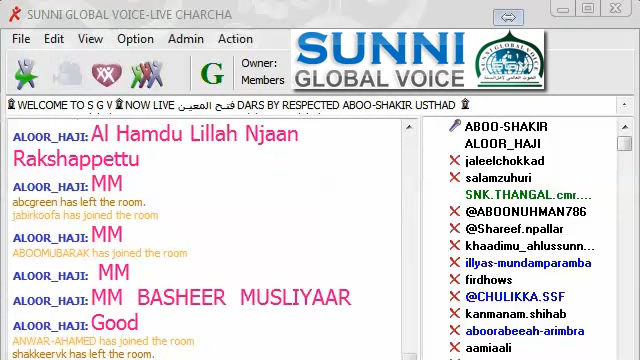 SUNNI GLOBAL VOICE-LIVE CHARCHA
File Edit View Option Admin Action
SUNNI
GLOBAL VOICE
SUNNI GLOBAL VOICE
G
Owner:
Members
WELCOME TO S G V NOW LIVE فتح المعين DARS BY RESPECTED ABOO-SHAKIR USTHAD
ALOOR_HAJI: Al Hamdu Lillah Njaan
Rakshappettu
ALOOR_HAJI: MM
abcgreen has left the room.
jabirkoofa has joined the room
ALOOR_HAJI: MM
ABOOMUBARAK has joined the room
ALOOR_HAJI: MM
ALOOR_HAJI: MM BASHEER MUSLIYAAR
ALOOR_HAJI: Good
ANWAR-AHAMED has joined the room
shakkeervk has left the room.
ABOO-SHAKIR
ALOOR_HAJI
jaleelchokkad
salamzuhuri
SNK.THANGAL.cmr....
@ABOONUHMAN786
@Shareef.npallar
khaadimu_ahlussunn...
illyas-mundamparamba
firdhows
@CHULIKKA.SSF
kanmanam.shihab
aboorabeeah-arimbra
aamiaali